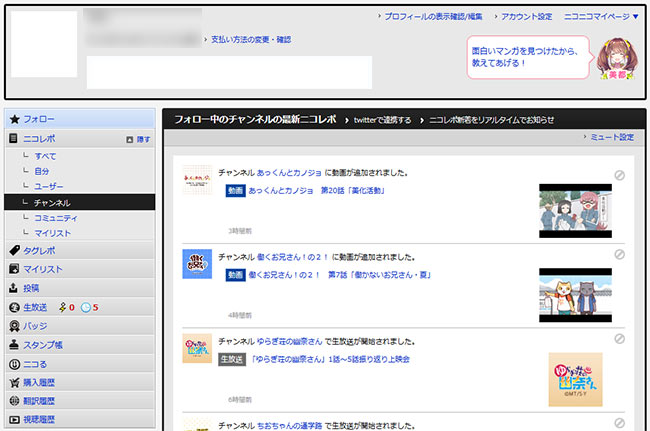 プロフィールの表示確認/編集
アカウント設定
ニコニコマイページ ▼
支払い方法の変更・確認
面白いマンガを見つけたから、
教えてあげる!
美都
フォロー
ニコレポ
隠す
すべて
自分
ユーザー
チャンネル
コミュニティ
マイリスト
タグレポ
マイリスト
投稿
生放送 0 5
バッジ
スタンプ帳
ニコる
購入履歴
翻訳履歴
視聴履歴
フォロー中のチャンネルの最新ニコレポ
twitterで連携する
ニコレポ新着をリアルタイムでお知らせ
ミュート設定
チャンネル あっくんとカノジョ に動画が追加されました。
動画 あっくんとカノジョ 第20話「美化活動」
3時間前
チャンネル 働くお兄さん!の2! に動画が追加されました。
動画 働くお兄さん!の2! 第7話「働かないお兄さん・夏」
4時間前
チャンネル ゆらぎ荘の幽奈さん で生放送が開始されました。
生放送 「ゆらぎ荘の幽奈さん」1話~5話振り返り上映会
ゆらぎ荘の
幽奈さん
©MT/S·Y
6時間前
チャンネル ちおちゃんの通学路 で生放送が開始されました。